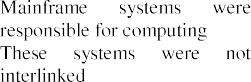 Mainframe systems were
responsible for computing
These systems were not
interlinked